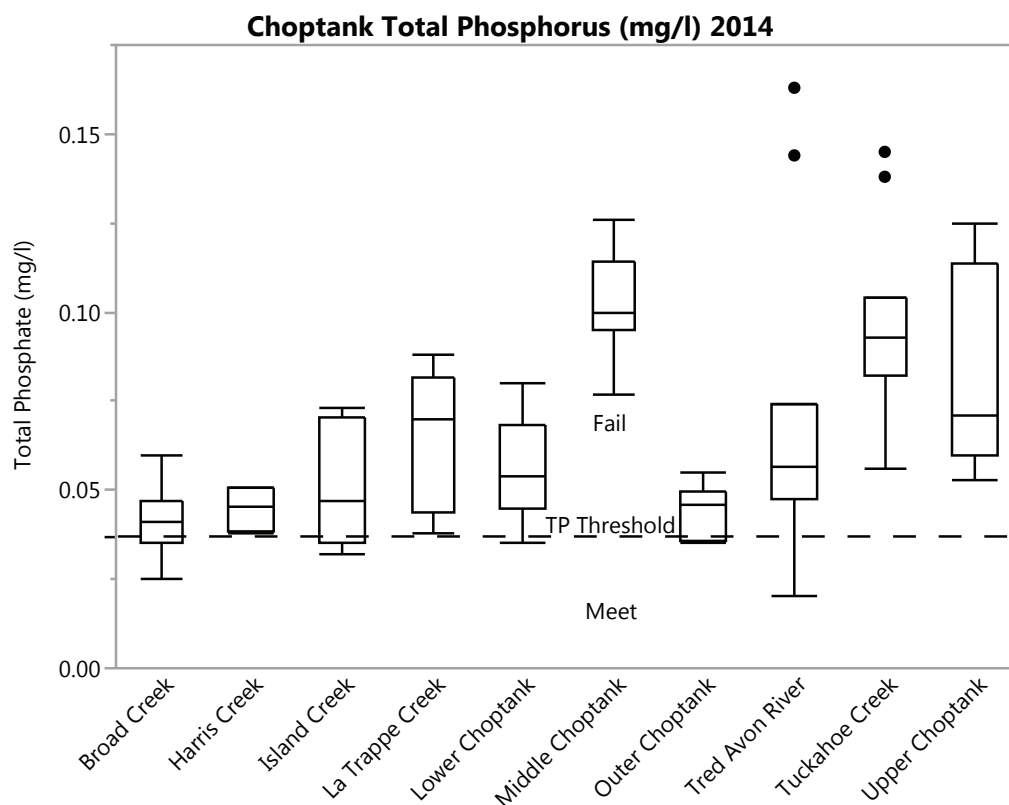 Choptank Total Phosphorus (mg/l) 2014
Total Phosphate (mg/l)
0.15
0.10
0.05
0.00
Fail
TP Threshold
Meet
Broad Creek
Harris Creek
Island Creek
La Trappe Creek
Lower Choptank
Middle Choptank
Outer Choptank
Tred Avon River
Tuckahoe Creek
Upper Choptank